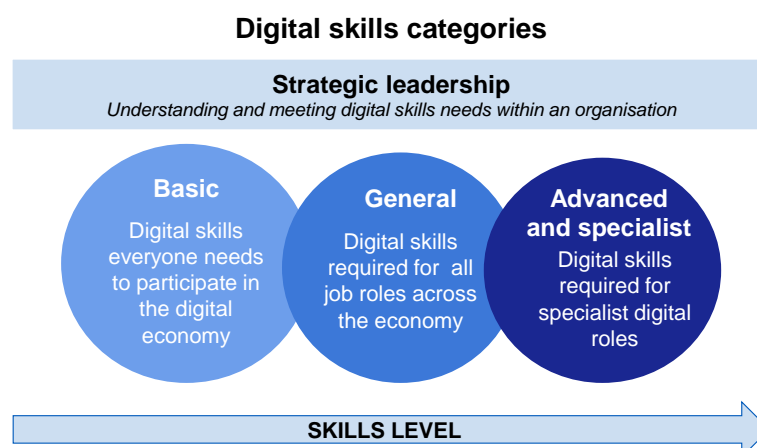 Digital skills categories
Strategic leadership
Understanding and meeting digital skills needs within an organisation
Basic
Digital skills
everyone needs
to participate in
the digital
economy
General
Digital skills
required for all
job roles across
the economy
Advanced
and specialist
Digital skills
required for
specialist digital
roles
SKILLS LEVEL